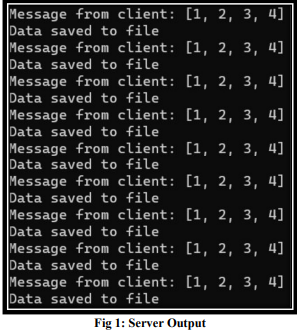 Message from client: [1, 2, 3, 4]
Data saved to file
Message from client: [1, 2, 3, 4]
Data saved to file
Message from client: [1, 2, 3, 4]
Data saved to file
Message from client: [1, 2, 3, 4]
Data saved to file
Message from client: [1, 2, 3, 4]
Data saved to file
Message from client: [1, 2, 3, 4]
Data saved to file
Message from client: [1, 2, 3, 4]
Data saved to file
Message from client: [1, 2, 3, 4]
Data saved to file
Message from client: [1, 2, 3, 4]
Data saved to file
Fig 1: Server Output